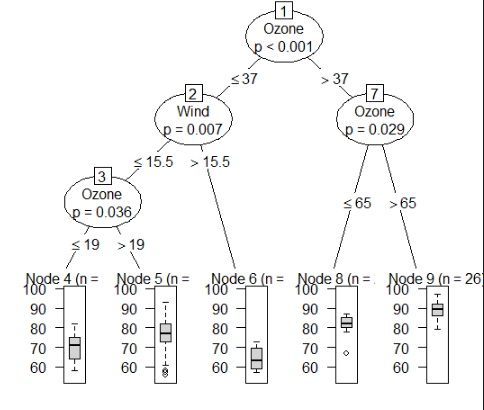 1
Ozone
p < 0.001
≤ 37
> 37
2
Wind
p = 0.007
7
Ozone
p = 0.029
≤ 15.5
> 15.5
3
Ozone
p = 0.036
≤ 65
> 65
≤ 19
> 19
Node 4 (n =
Node 5 (n =
Node 6 (n =
Node 8 (n =
Node 9 (n = 26)
100 100 100 100 100
90 90 90 90 90
80 80 80 80 80
70 70 70 70 70
60 60 60 60 60